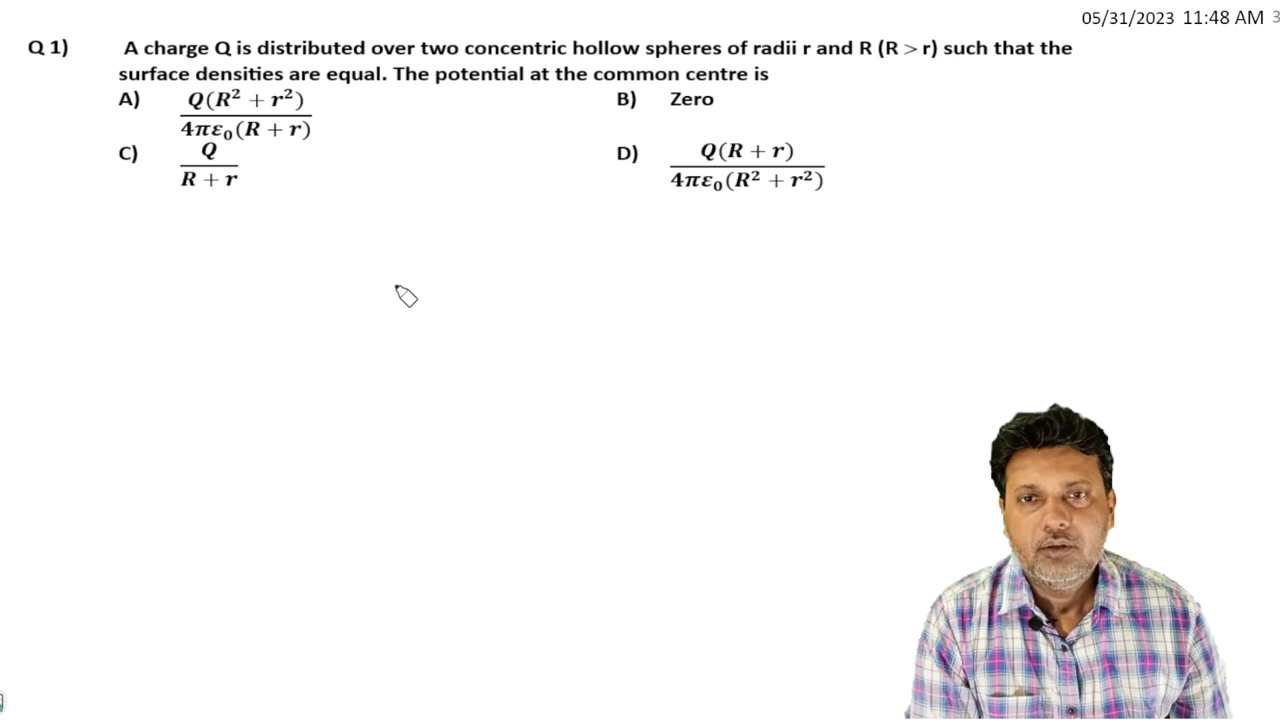 05/31/2023 11:48 AM 3
Q 1) A charge Q is distributed over two concentric hollow spheres of radii r and R (R > r) such that the
surface densities are equal. The potential at the common centre is
A) Q(R² + r²) / 4πε₀(R + r) B) Zero
C) Q / R + r D) Q(R + r) / 4πε₀(R² + r²)